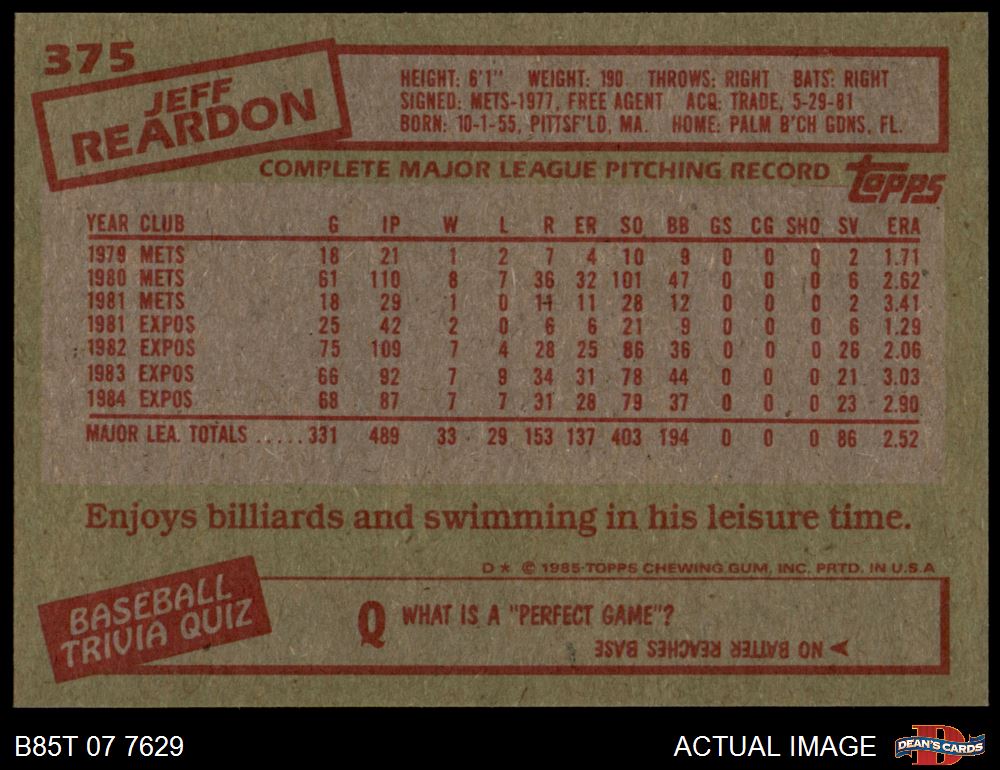 375
JEFF
REARDON
HEIGHT: 6'1" WEIGHT: 190 THROWS: RIGHT BATS: RIGHT
SIGNED: METS-1977, FREE AGENT ACQ: TRADE, 5-29-81
BORN: 10-1-55, PITTSF'LD, MA. HOME: PALM B'CH GDNS, FL.
COMPLETE MAJOR LEAGUE PITCHING RECORD
topps
YEAR CLUB G IP W L R ER SO BB GS CG SHO SV ERA
1979 METS 18 21 1 2 7 4 10 9 0 0 0 2 1.71
1980 METS 61 110 8 7 36 32 101 47 0 0 0 6 2.62
1981 METS 18 29 1 0 11 11 28 12 0 0 0 2 3.41
1981 EXPOS 25 42 2 0 6 6 21 9 0 0 0 6 1.29
1982 EXPOS 75 109 7 4 28 25 86 36 0 0 0 26 2.06
1983 EXPOS 66 92 7 9 34 31 78 44 0 0 0 21 3.03
1984 EXPOS 68 87 7 7 31 28 79 37 0 0 0 23 2.90
MAJOR LEA. TOTALS .....331 489 33 29 153 137 403 194 0 0 0 86 2.52
Enjoys billiards and swimming in his leisure time.
D * © 1985 TOPPS CHEWING GUM, INC. PRTD. IN U.S.A
BASEBALL
TRIVIA QUIZ
Q WHAT IS A "PERFECT GAME"?
NO BATTER REACHES BASE
B85T 07 7629
ACTUAL IMAGE
DEAN'S CARDS